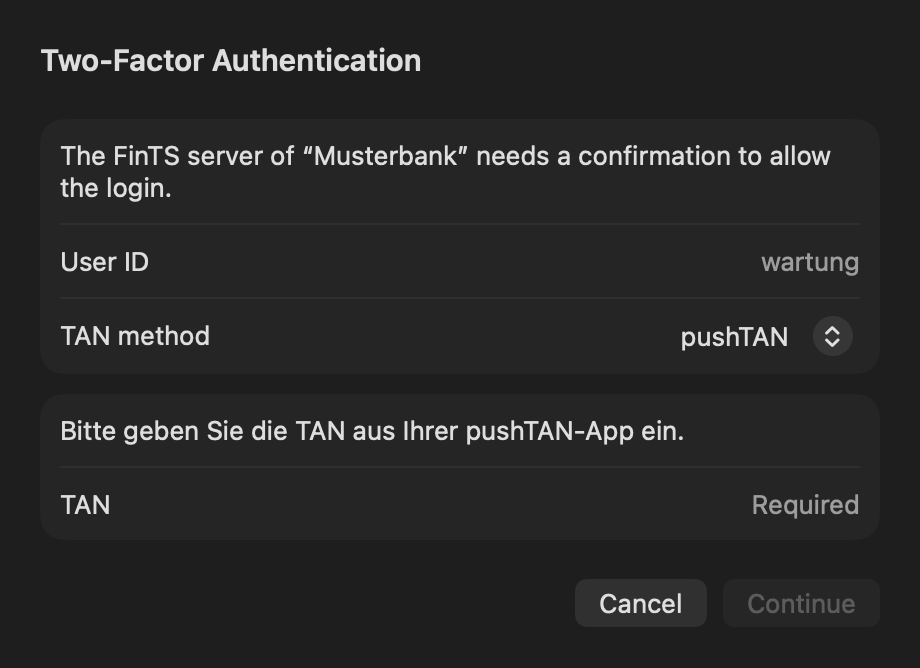 Two-Factor Authentication
The FinTS server of “Musterbank” needs a confirmation to allow
the login.
User ID
wartung
TAN method
pushTAN
Bitte geben Sie die TAN aus Ihrer pushTAN-App ein.
TAN
Required
Cancel
Continue